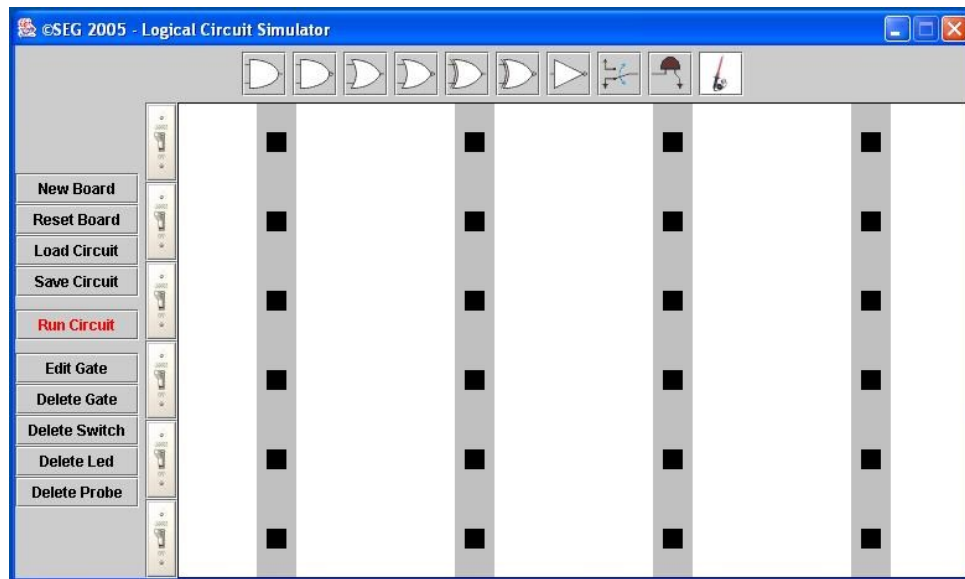 ©SEG 2005 - Logical Circuit Simulator
New Board
Reset Board
Load Circuit
Save Circuit
Run Circuit
Edit Gate
Delete Gate
Delete Switch
Delete Led
Delete Probe